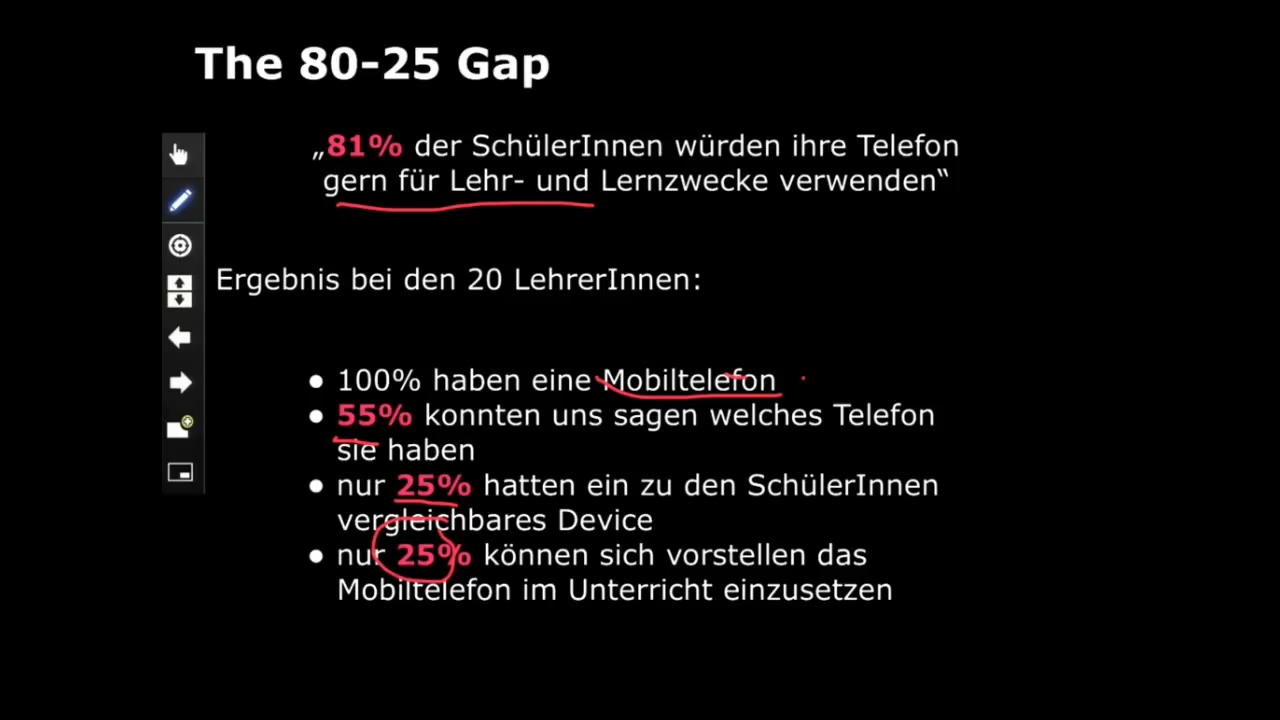 The 80-25 Gap
„81% der SchülerInnen würden ihre Telefon
gern für Lehr- und Lernzwecke verwenden“
Ergebnis bei den 20 LehrerInnen:
● 100% haben eine Mobiltelefon
● 55% konnten uns sagen welches Telefon
sie haben
● nur 25% hatten ein zu den SchülerInnen
vergleichbares Device
● nur 25% können sich vorstellen das
Mobiltelefon im Unterricht einzusetzen